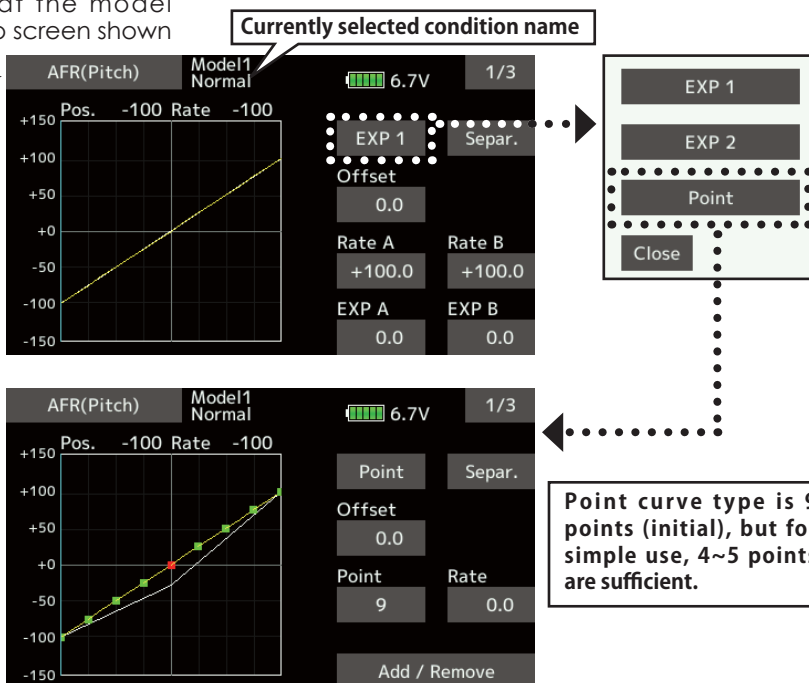 at the model
screen shown
Currently selected condition name
AFR(Pitch)
Model1
Normal
6.7V
1/3
Pos. -100 Rate -100
+150
+100
+50
+0
-50
-100
-150
EXP 1
Separ.
Offset
0.0
Rate A
Rate B
+100.0
+100.0
EXP A
EXP B
0.0
0.0
EXP 1
EXP 2
Point
Close
AFR(Pitch)
Model1
Normal
6.7V
1/3
Pos. -100 Rate -100
+150
+100
+50
+0
-50
-100
-150
Point
Separ.
Offset
0.0
Point
Rate
9
0.0
Add / Remove
Point curve type is 9
points (initial), but fo
simple use, 4~5 points
are sufficient.